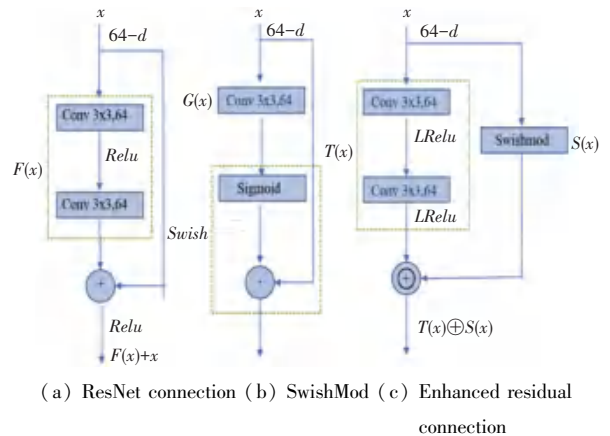 x
64-d
Conv 3x3,64
Relu
F(x)
Conv 3x3,64
+
Relu
F(x)+x
x
64-d
G(x)
Conv 3x3,64
Sigmoid
Swish
+
x
64-d
Conv 3x3,64
LRelu
T(x)
Swishmod
S(x)
Conv 3x3,64
LRelu
T(x)⊕S(x)
(a) ResNet connection (b) SwishMod (c) Enhanced residual
connection